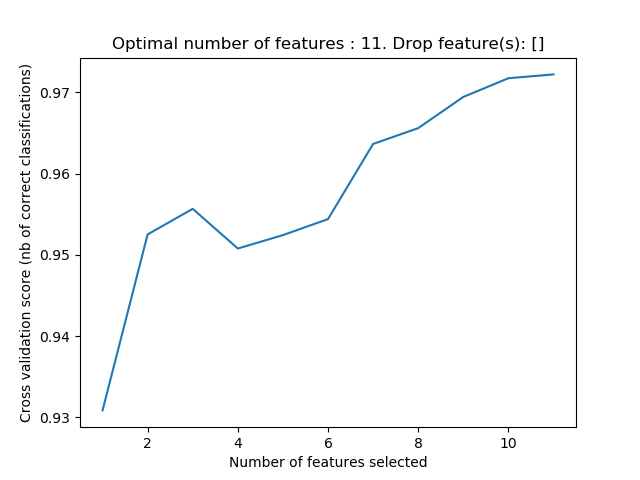 Optimal number of features : 11. Drop feature(s): []
Cross validation score (nb of correct classifications)
0.97
0.96
0.95
0.94
0.93
2 4 6 8 10
Number of features selected